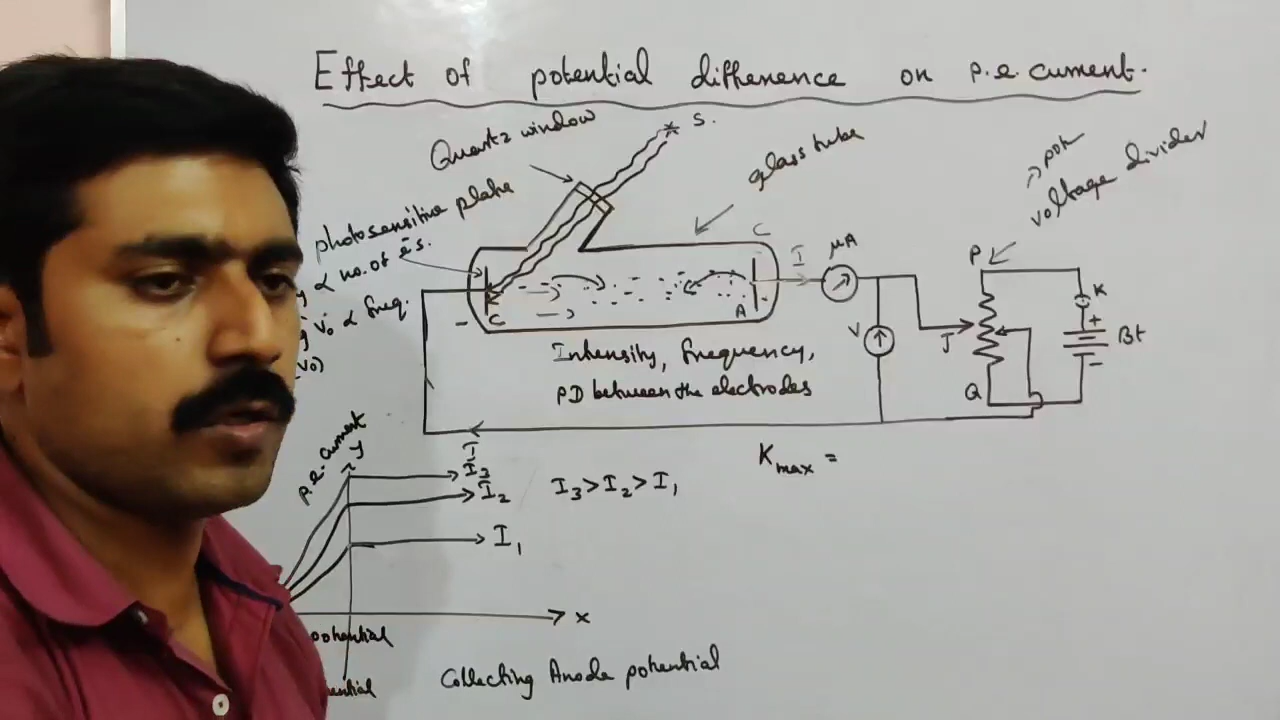 Effect of potential difference on p.e. current.
Quartz window
S.
glass tube
pot
voltage divider
photosensitive plate
α no. of e̅s.
v₀ α freq.
V₀)
C
I
μA
P
K
+
Bt
-
V
J
Q
-
C
A
Intensity, frequency,
PD between the electrodes
Kmax =
p.e. current
y
I₃
I₂
I₁
I₃ > I₂ > I₁
x
potential
Collecting Anode potential